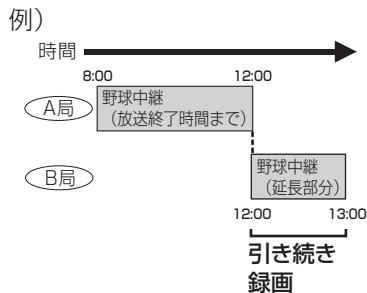 例）
時間
8:00 12:00
A局
野球中継
（放送終了時間まで）
B局
野球中継
（延長部分）
12:00 13:00
引き続き
録画